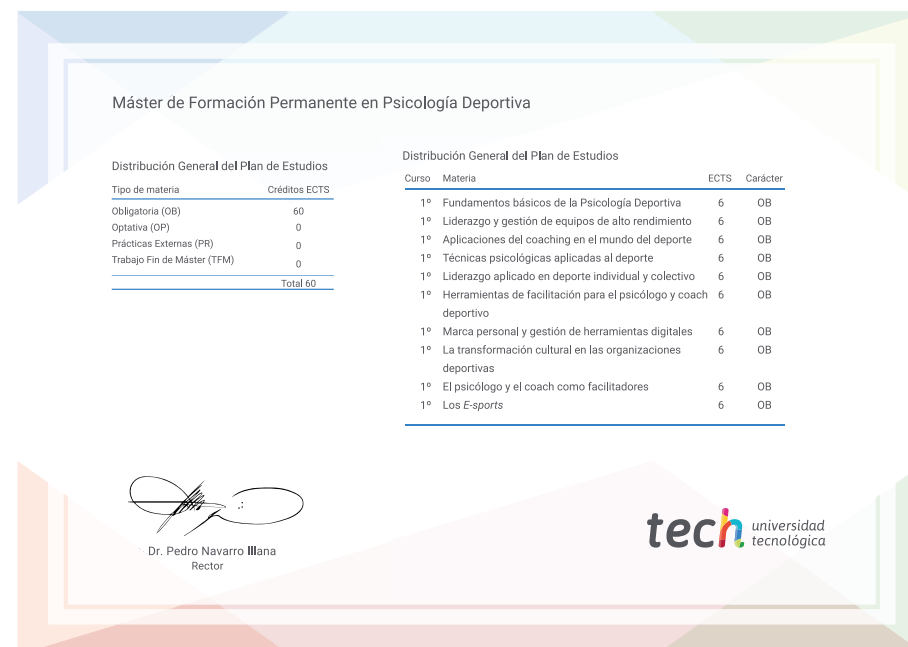 Máster de Formación Permanente en Psicología Deportiva
Distribución General del Plan de Estudios
Tipo de materia Créditos ECTS
Obligatoria (OB) 60
Optativa (OP) 0
Prácticas Externas (PR) 0
Trabajo Fin de Máster (TFM) 0
Total 60
Distribución General del Plan de Estudios
Curso Materia ECTS Carácter
1º Fundamentos básicos de la Psicología Deportiva 6 OB
1º Liderazgo y gestión de equipos de alto rendimiento 6 OB
1º Aplicaciones del coaching en el mundo del deporte 6 OB
1º Técnicas psicológicas aplicadas al deporte 6 OB
1º Liderazgo aplicado en deporte individual y colectivo 6 OB
1º Herramientas de facilitación para el psicólogo y coach 6 OB
deportivo
1º Marca personal y gestión de herramientas digitales 6 OB
1º La transformación cultural en las organizaciones 6 OB
deportivas
1º El psicólogo y el coach como facilitadores 6 OB
1º Los E-sports 6 OB
Dr. Pedro Navarro Illana
Rector
tech universidad
tecnológica